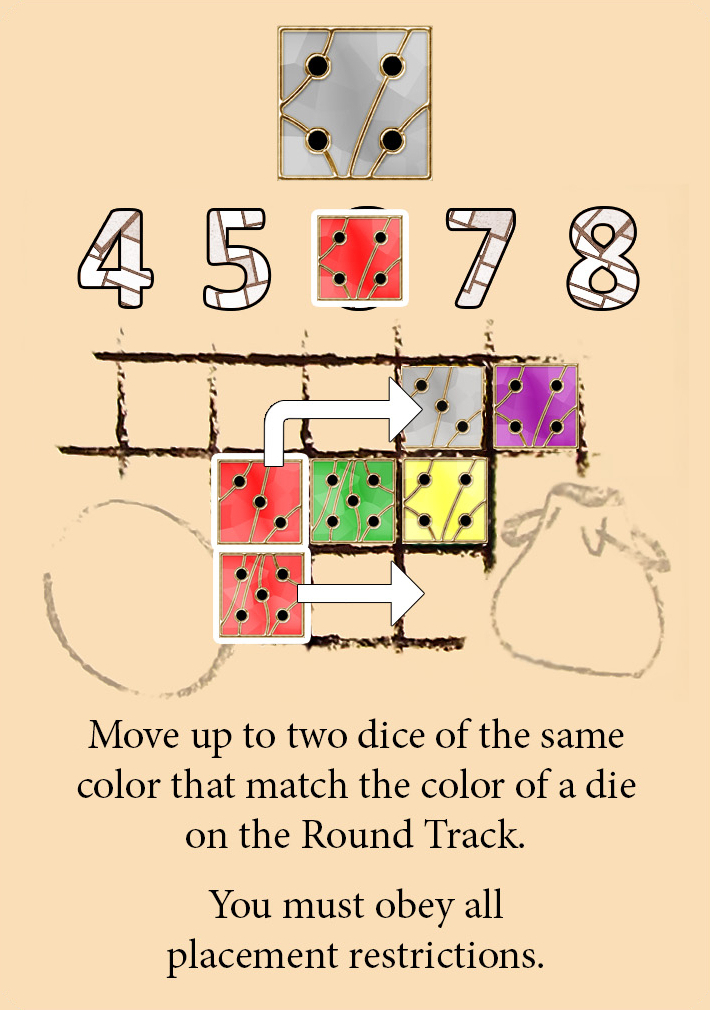 4 5 7 8
Move up to two dice of the same
color that match the color of a die
on the Round Track.
You must obey all
placement restrictions.